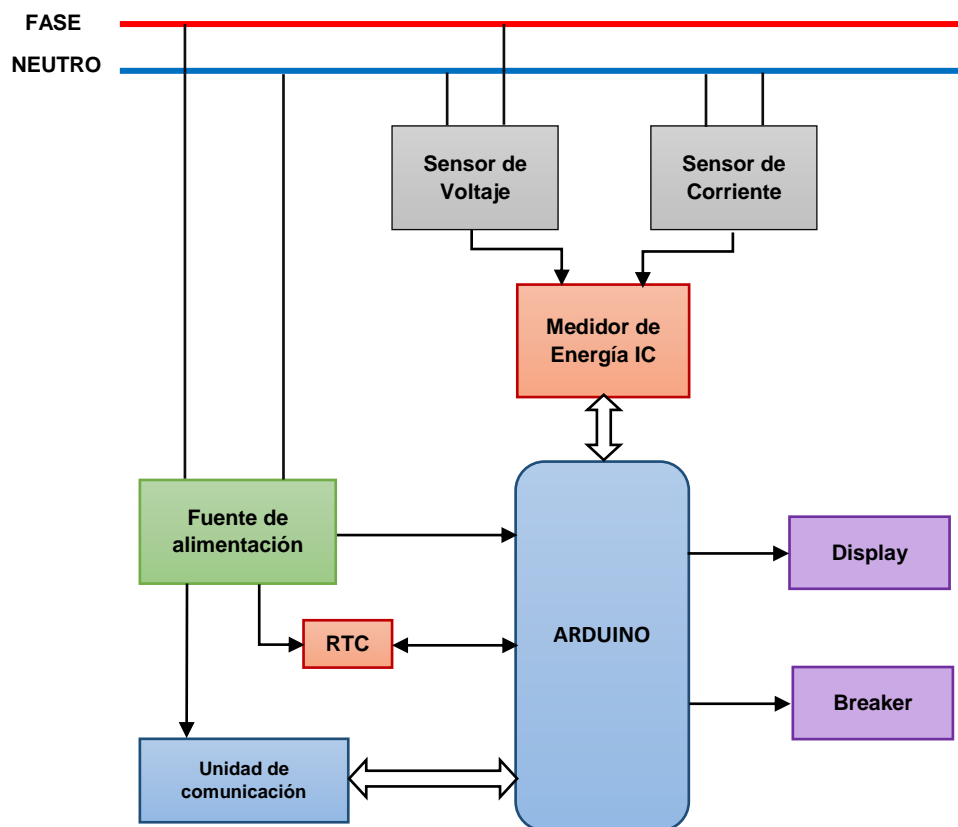 FASE
NEUTRO
Sensor de
Voltaje
Sensor de
Corriente
Medidor de
Energía IC
Fuente de
alimentación
Display
RTC
ARDUINO
Breaker
Unidad de
comunicación